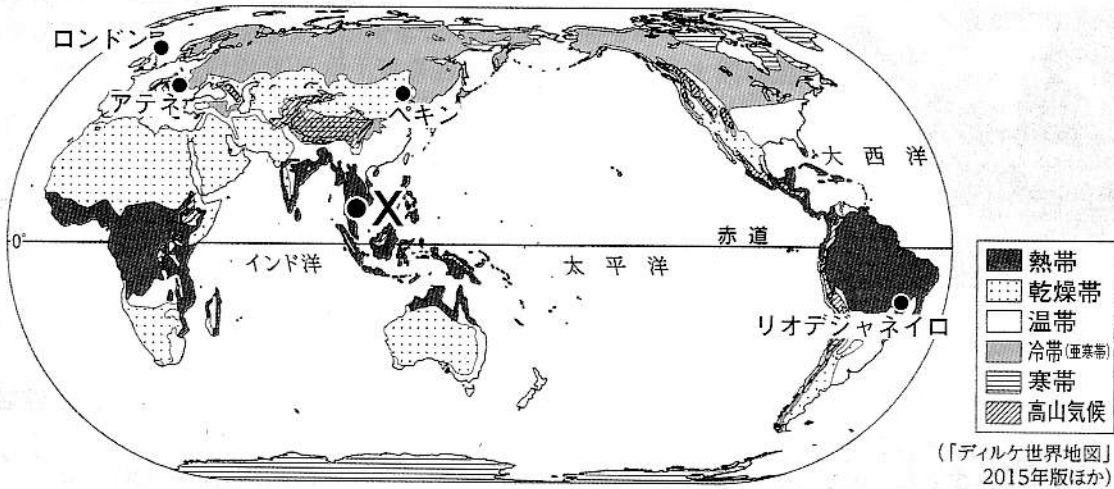 ロンドン
アテネ
ペキン
X
大西洋
0°
赤道
インド洋
太平洋
リオデジャネイロ
熱帯
乾燥帯
温帯
冷帯(亜寒帯)
寒帯
高山気候
(「ディルケ世界地図」
2015年版ほか)